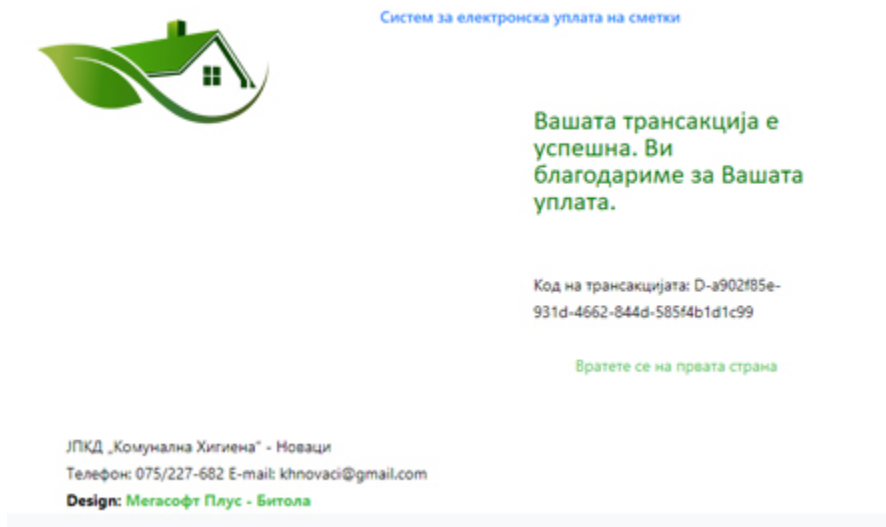 Систем за електронска уплата на сметки
Вашата трансакција е
успешна. Ви
благодариме за Вашата
уплата.
Код на трансакцијата: D-a902f85e-
931d-4662-844d-585f4b1d1c99
Вратете се на првата страна
ЈПКД „Комунална Хигиена" - Новаци
Телефон: 075/227-682 E-mail: khnovaci@gmail.com
Design: Мегасофт Плус - Битола